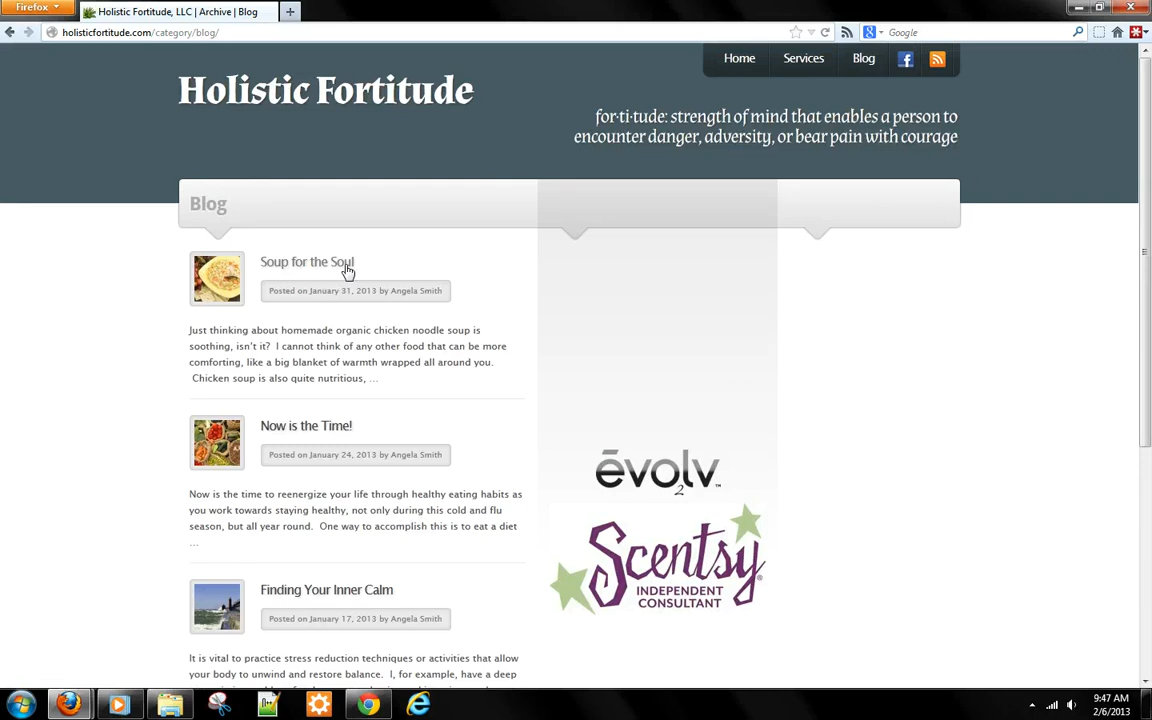 Firefox
Holistic Fortitude, LLC | Archive | Blog
holisticfortitude.com/category/blog/
Google
Home
Services
Blog
Holistic Fortitude
for·ti·tude: strength of mind that enables a person to
encounter danger, adversity, or bear pain with courage
Blog
Soup for the Soul
Posted on January 31, 2013 by Angela Smith
Just thinking about homemade organic chicken noodle soup is
soothing, isn't it?  I cannot think of any other food that can be more
comforting, like a big blanket of warmth wrapped all around you.
Chicken soup is also quite nutritious, …
Now is the Time!
Posted on January 24, 2013 by Angela Smith
Now is the time to reenergize your life through healthy eating habits as
you work towards staying healthy, not only during this cold and flu
season, but all year round.  One way to accomplish this is to eat a diet
…
Finding Your Inner Calm
Posted on January 17, 2013 by Angela Smith
It is vital to practice stress reduction techniques or activities that allow
your body to unwind and restore balance.  I, for example, have a deep
ēvolv
2 ™
Scentsy®
INDEPENDENT
CONSULTANT
9:47 AM
2/6/2013